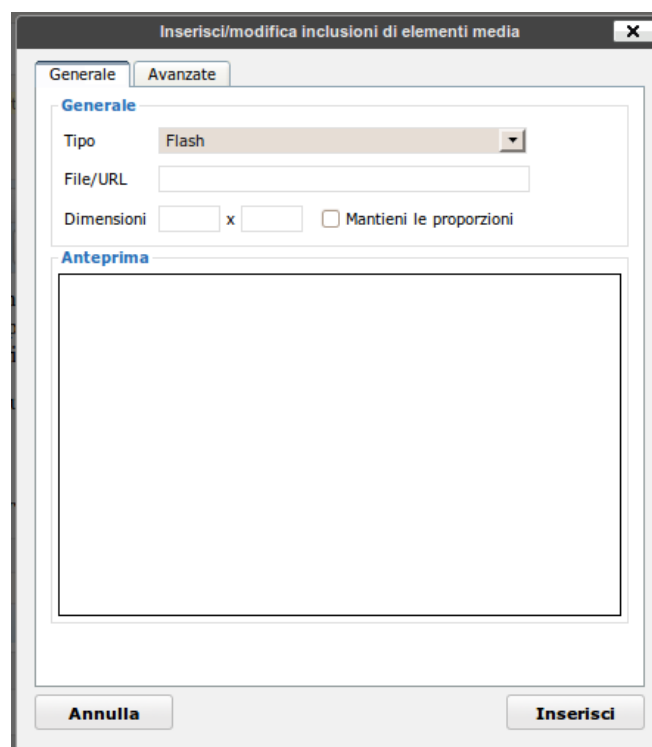 Inserisci/modifica inclusioni di elementi media
Generale Avanzate
Generale
Tipo Flash
File/URL
Dimensioni x Mantieni le proporzioni
Anteprima
Annulla Inserisci